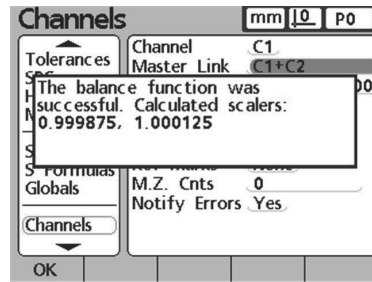 Channels mm P0
Tolerances
Channel C1
Master Link C1+C2
The balance function was
successful. Calculated scalers:
0.999875, 1.000125
S Formulas
Globals
M.Z. Cnts 0
Notify Errors Yes
Channels
OK